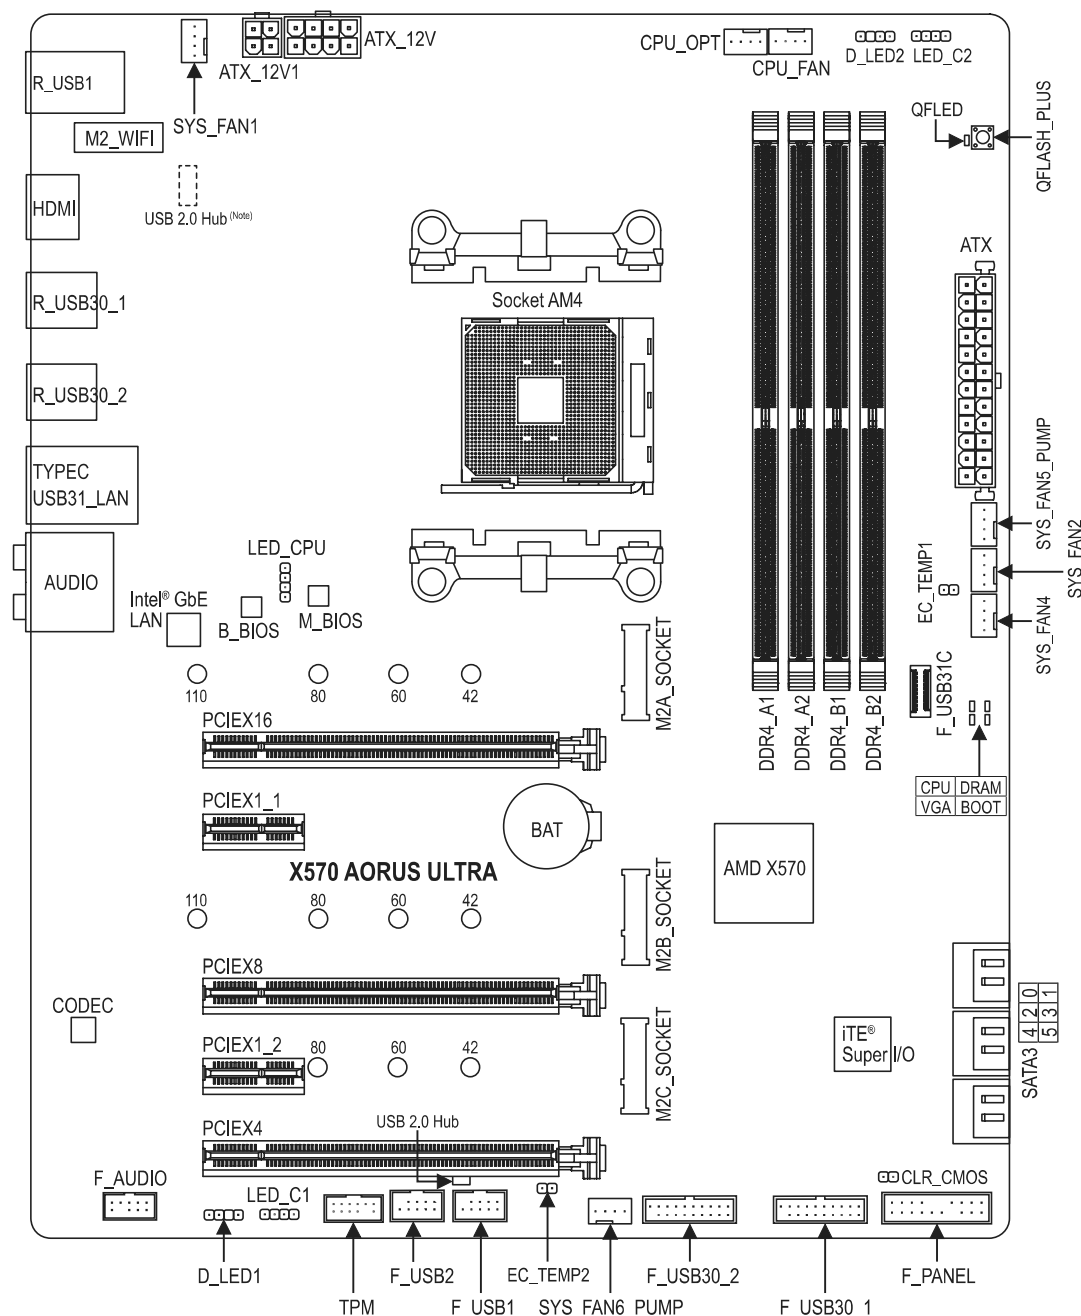 ATX_12V
CPU_OPT
CPU_FAN
D_LED2
LED_C2
ATX_12V1
R_USB1
SYS_FAN1
M2_WIFI
QFLED
QFLASH_PLUS
HDMI
USB 2.0 Hub (Note)
ATX
R_USB30_1
Socket AM4
R_USB30_2
TYPEC
USB31_LAN
SYS_FAN5_PUMP
SYS_FAN2
LED_CPU
AUDIO
EC_TEMP1
Intel® GbE
LAN
B_BIOS
M_BIOS
SYS_FAN4
M2A_SOCKET
F_USB31C
110
80
60
42
DDR4_A1
DDR4_A2
DDR4_B1
DDR4_B2
PCIEX16
CPU DRAM
VGA BOOT
PCIEX1_1
BAT
AMD X570
X570 AORUS ULTRA
110
80
60
42
M2B_SOCKET
PCIEX8
CODEC
SATA3
4 2 0
5 3 1
iTE®
Super I/O
PCIEX1_2
80
60
42
M2C_SOCKET
USB 2.0 Hub
PCIEX4
F_AUDIO
LED_C1
CLR_CMOS
D_LED1
F_USB2
EC_TEMP2
F_USB30_2
F_PANEL
TPM
F_USB1
SYS_FAN6_PUMP
F_USB30_1